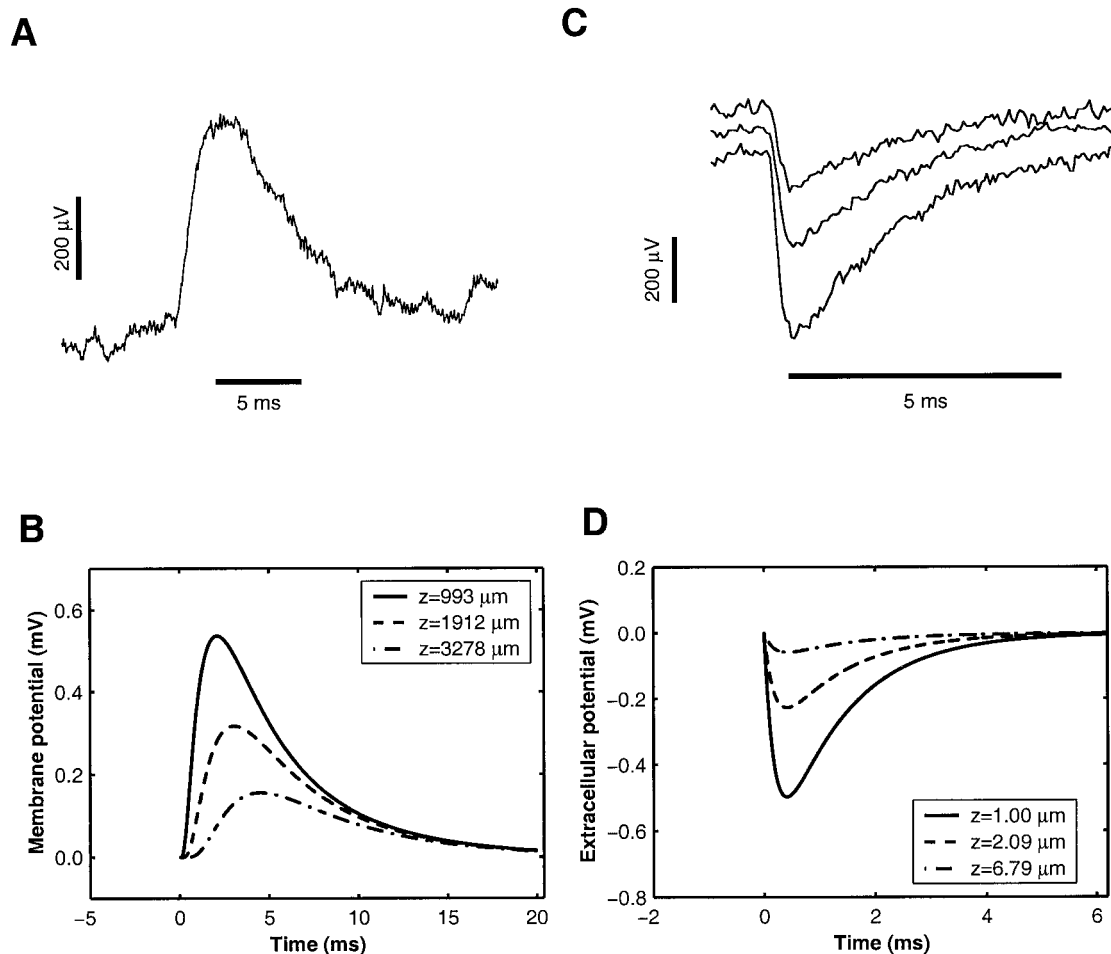 A
200 µV
5 ms
C
200 µV
5 ms
B
Membrane potential (mV)
0.6
0.4
0.2
0.0
z=993 µm
z=1912 µm
z=3278 µm
−5
0
5
10
15
20
Time (ms)
D
Extracellular potential (mV)
0.2
0.0
−0.2
−0.4
−0.6
−0.8
z=1.00 µm
z=2.09 µm
z=6.79 µm
−2
0
2
4
6
Time (ms)